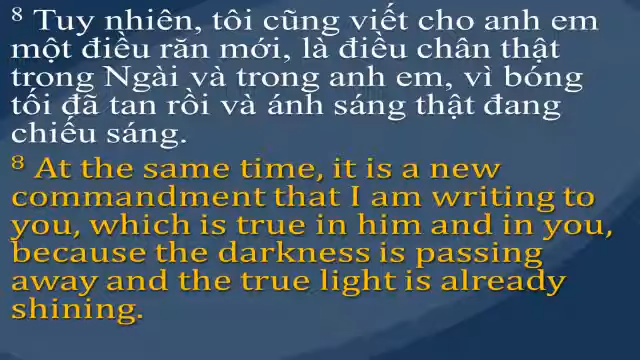 8 Tuy nhiên, tôi cũng viết cho anh em
một điều răn mới, là điều chân thật
trong Ngài và trong anh em, vì bóng
tối đã tan rồi và ánh sáng thật đang
chiếu sáng.
8 At the same time, it is a new
commandment that I am writing to
you, which is true in him and in you,
because the darkness is passing
away and the true light is already
shining.